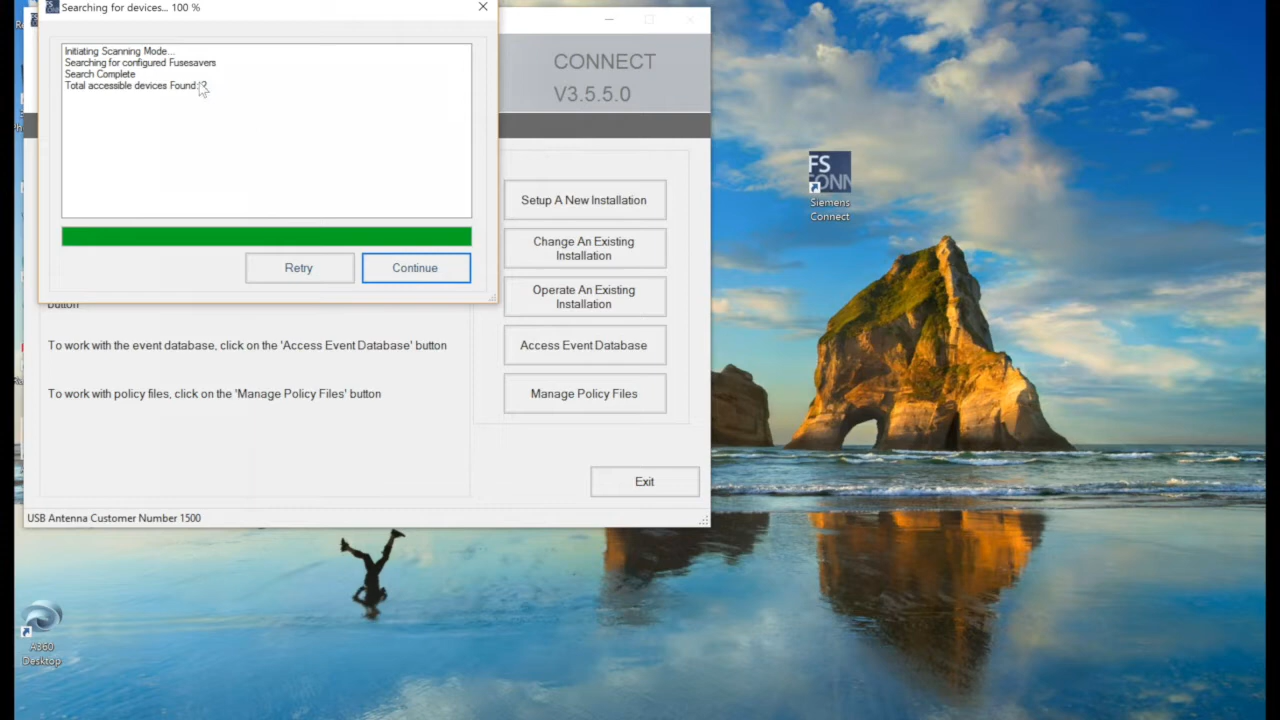 Searching for devices... 100 %
Initiating Scanning Mode...
Searching for configured Fusesavers
Search Complete
Total accessible devices Found:
Retry
Continue
CONNECT
V3.5.5.0
Setup A New Installation
Change An Existing
Installation
Operate An Existing
Installation
Access Event Database
Manage Policy Files
button
To work with the event database, click on the 'Access Event Database' button
To work with policy files, click on the 'Manage Policy Files' button
Exit
USB Antenna Customer Number 1500
FS
CONN
Siemens
Connect
A360
Desktop